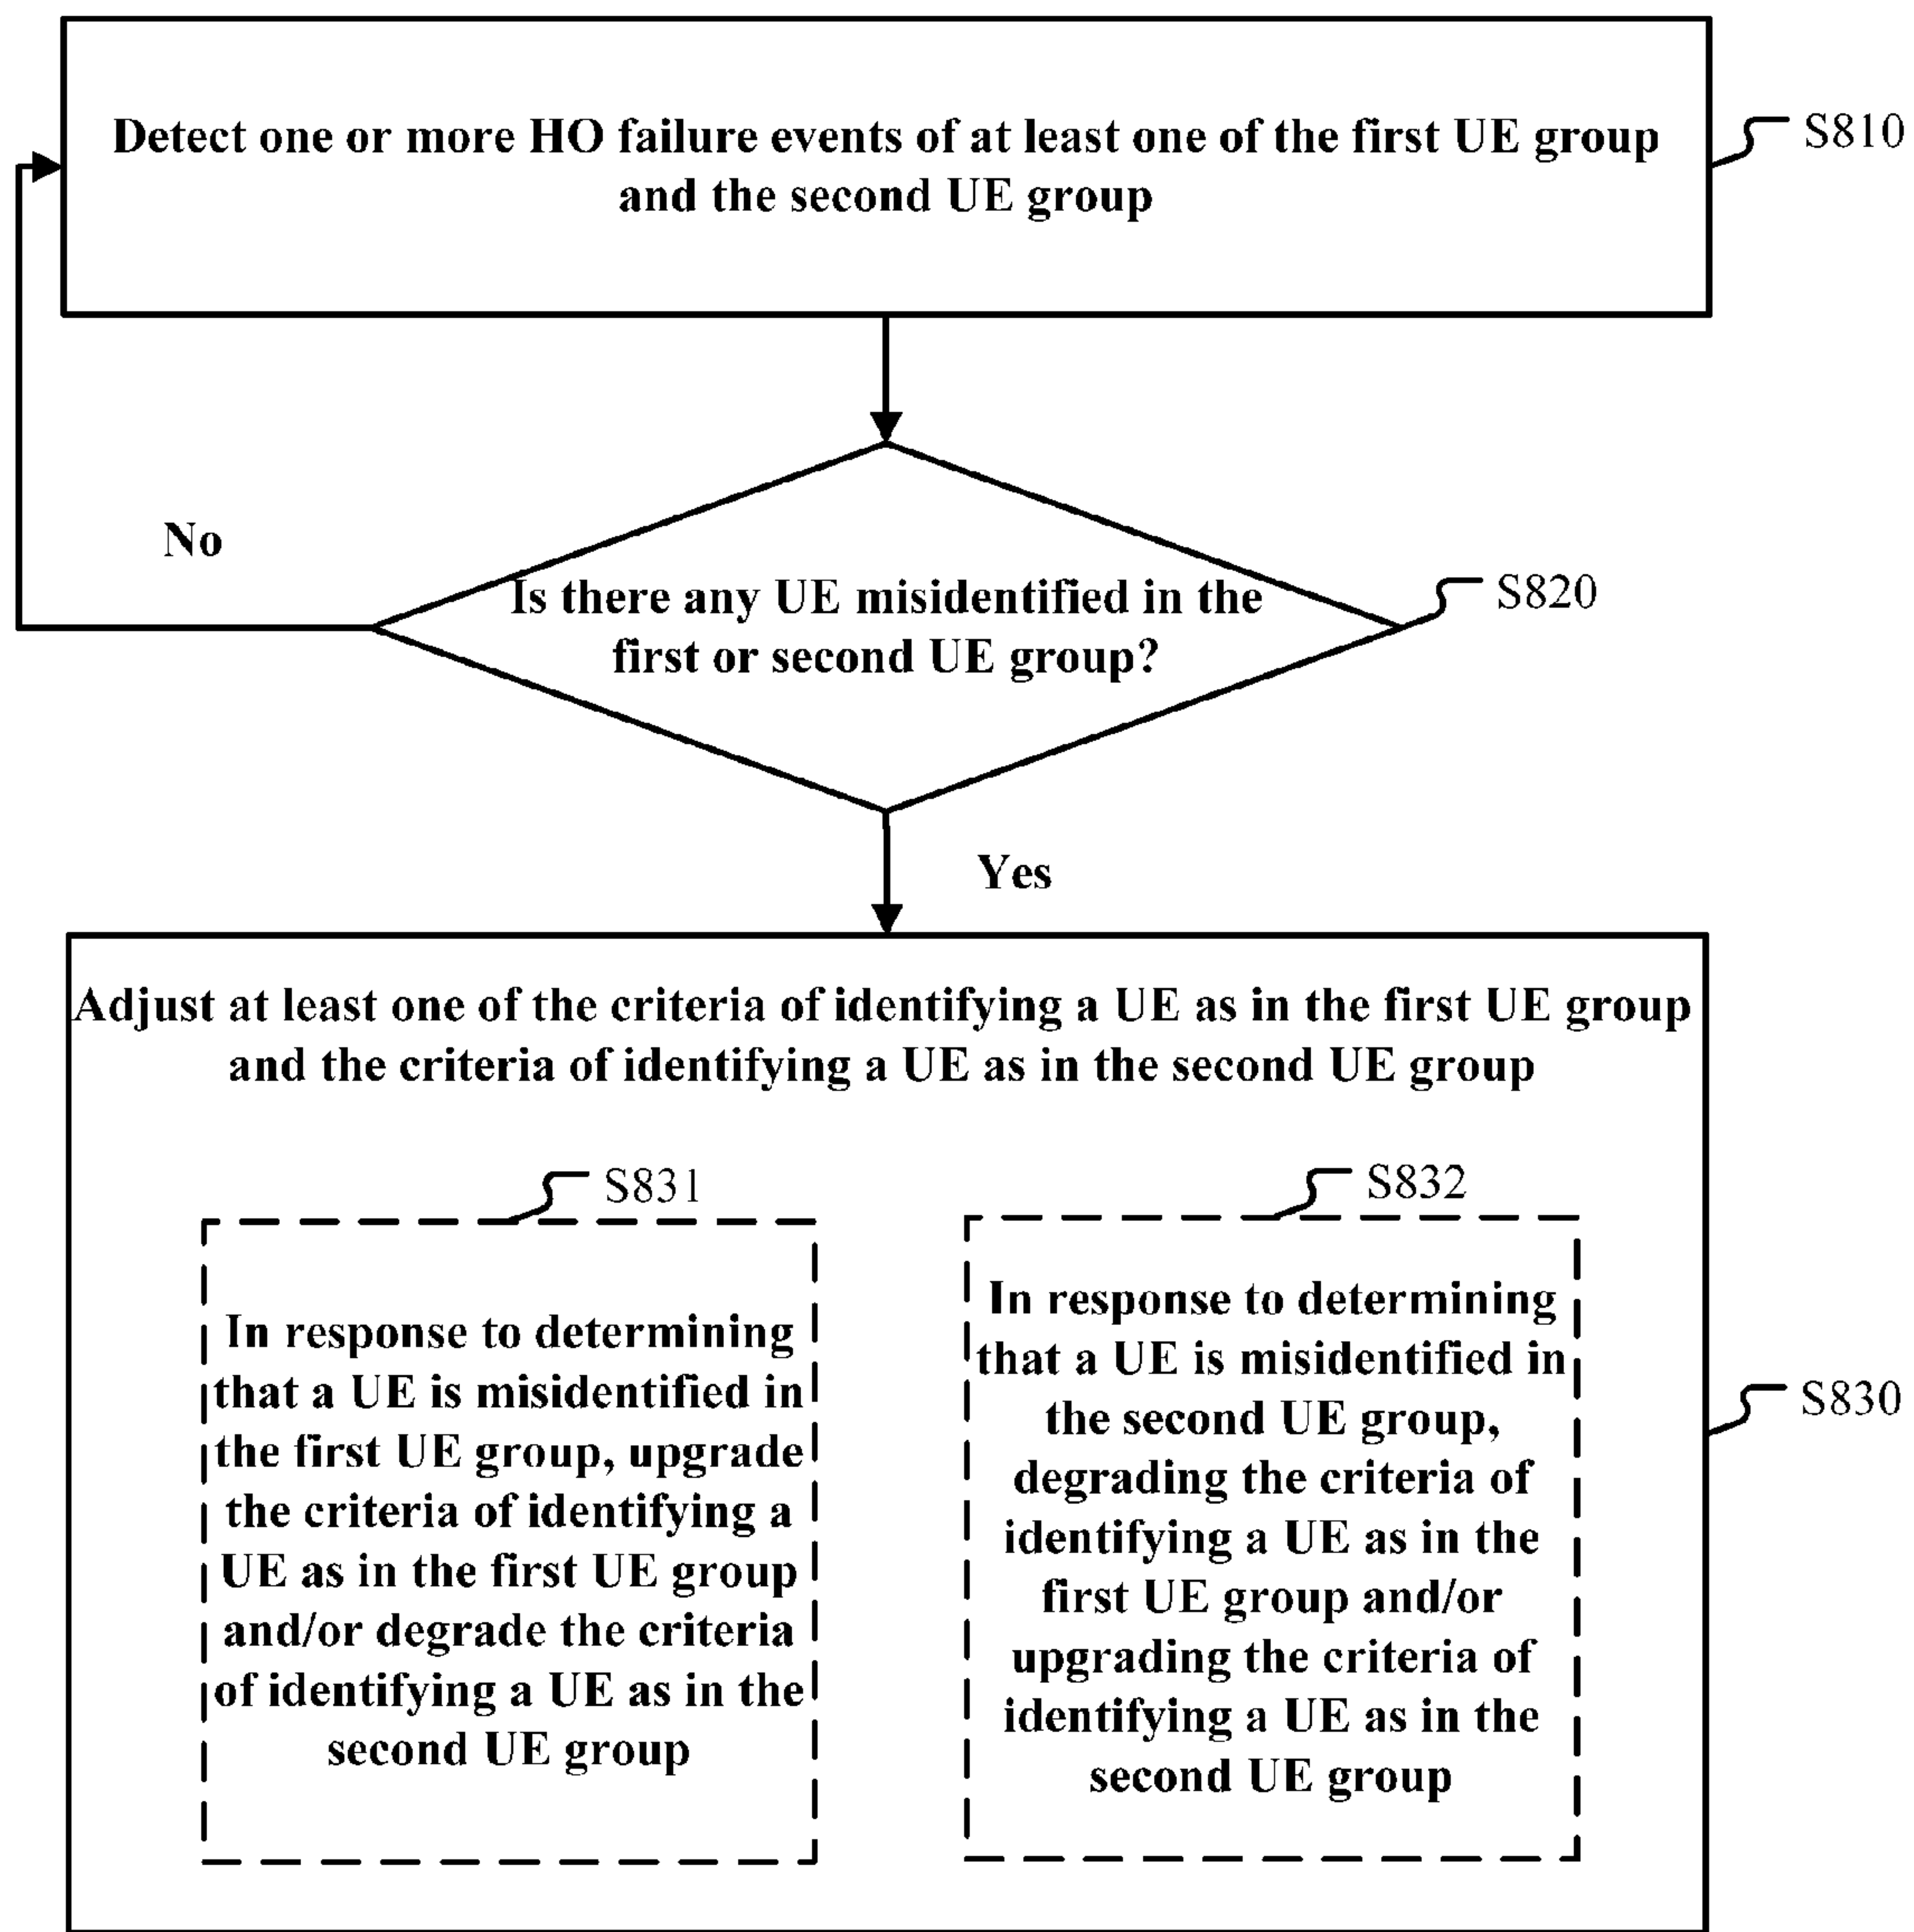 Detect one or more HO failure events of at least one of the first UE group
and the second UE group
S810
No
Is there any UE misidentified in the
first or second UE group?
S820
Yes
Adjust at least one of the criteria of identifying a UE as in the first UE group
and the criteria of identifying a UE as in the second UE group
S831
In response to determining
that a UE is misidentified in
the first UE group, upgrade
the criteria of identifying a
UE as in the first UE group
and/or degrade the criteria
of identifying a UE as in the
second UE group
S832
In response to determining
that a UE is misidentified in
the second UE group,
degrading the criteria of
identifying a UE as in the
first UE group and/or
upgrading the criteria of
identifying a UE as in the
second UE group
S830